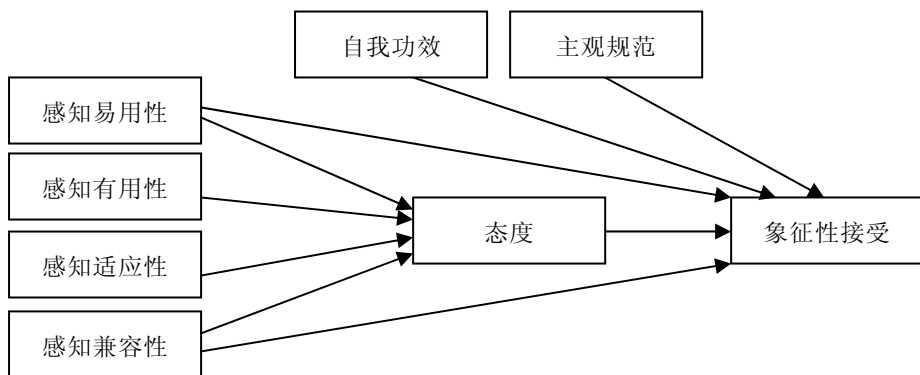 自我功效
主观规范
感知易用性
感知有用性
感知适应性
感知兼容性
态度
象征性接受